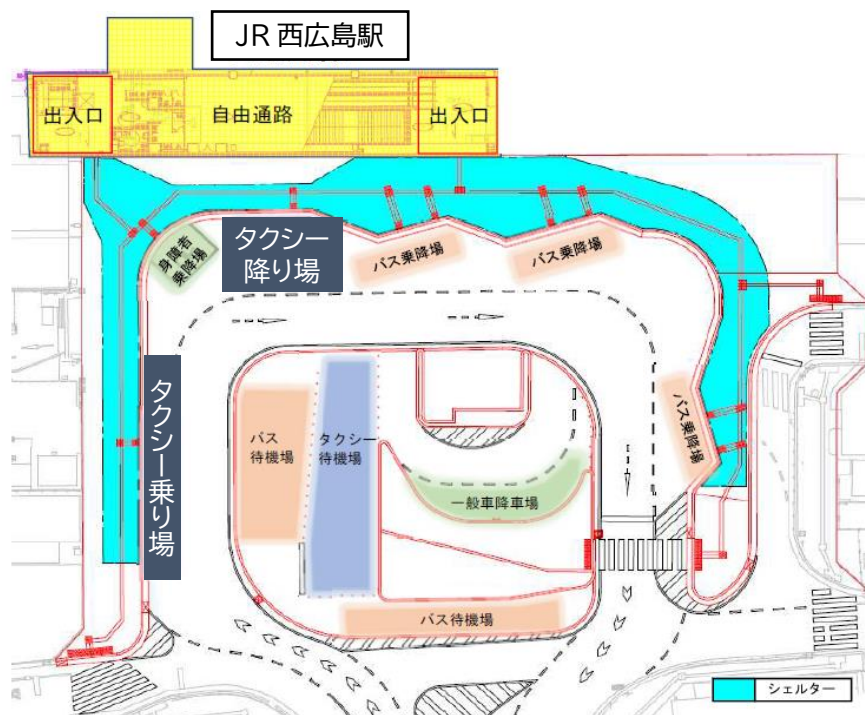 JR 西広島駅
出入口
自由通路
出入口
身障者
乗降場
タクシー
降り場
バス乗降場
バス乗降場
タクシー乗り場
バス
待機場
タクシー
待機場
バス乗降場
一般車降車場
バス待機場
シェルター